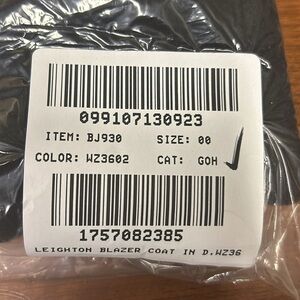 099107130923
ITEM: BJ930 SIZE: 00
COLOR: WZ3602 CAT: GOH
1757082385
LEIGHTON BLAZER COAT IN D.WZ36